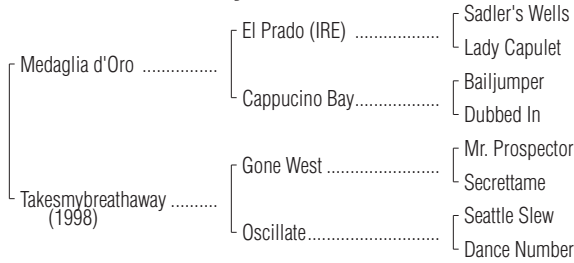 Sadler's Wells
El Prado (IRE) ..................
Lady Capulet
Medaglia d'Oro ................
Bailjumper
Cappucino Bay..................
Dubbed In
Mr. Prospector
Gone West ........................
Secrettame
Takesmybreathaway ..........
(1998)
Seattle Slew
Oscillate............................
Dance Number